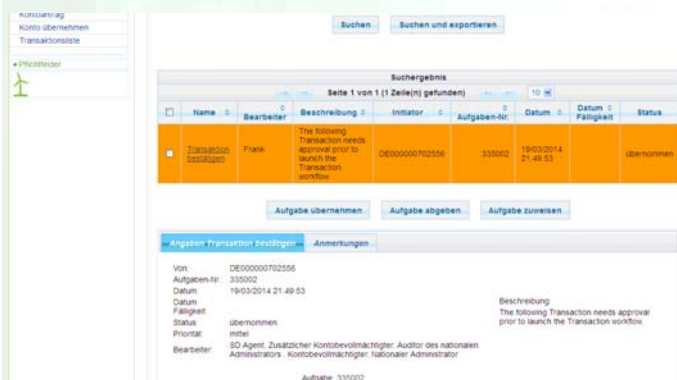 Kontoantrag
Konto übernehmen
Transaktionsliste
Pflichtfelder
Suchen Suchen und exportieren
Suchergebnis
Seite 1 von 1 (1 Zeile(n) gefunden) 10
Name Bearbeiter Beschreibung Initiator Aufgaben-Nr. Datum Datum Fälligkeit Status
Transaktion bestätigen Frank The following Transaction needs approval prior to launch the Transaction workflow. DE000000702556 335002 19/03/2014 21:49:53 übernommen
Aufgabe übernehmen Aufgabe abgeben Aufgabe zuweisen
Angaben Transaktion bestätigen Anmerkungen
Von: DE000000702556
Aufgaben-Nr. 335002
Datum: 19/03/2014 21:49:53
Datum Fälligkeit:
Status: übernommen
Priorität: mittel
Bearbeiter: SD Agent. Zusätzlicher Kontobevollmächtigter. Auditor des nationalen
Administrators , Kontobevollmächtigter. Nationaler Administrator
Beschreibung:
The following Transaction needs approval
prior to launch the Transaction workflow.
Aufgabe: 335002